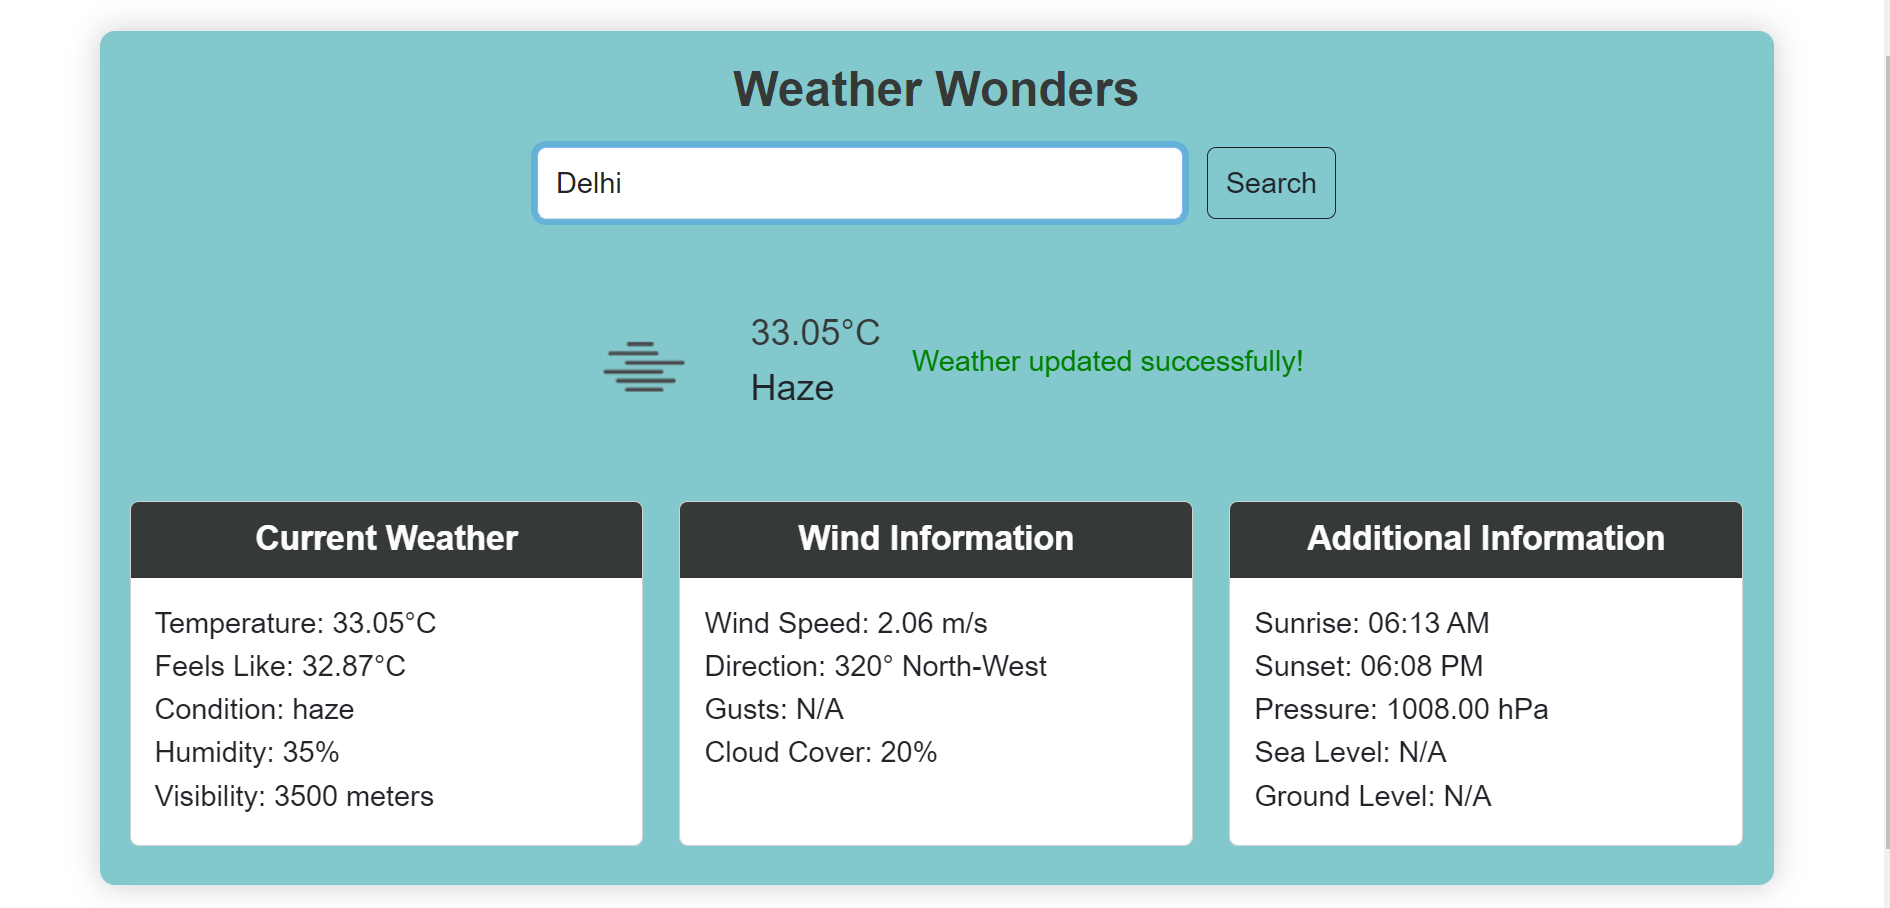 Weather Wonders
Delhi
Search
33.05°C
Haze
Weather updated successfully!
Current Weather
Temperature: 33.05°C
Feels Like: 32.87°C
Condition: haze
Humidity: 35%
Visibility: 3500 meters
Wind Information
Wind Speed: 2.06 m/s
Direction: 320° North-West
Gusts: N/A
Cloud Cover: 20%
Additional Information
Sunrise: 06:13 AM
Sunset: 06:08 PM
Pressure: 1008.00 hPa
Sea Level: N/A
Ground Level: N/A